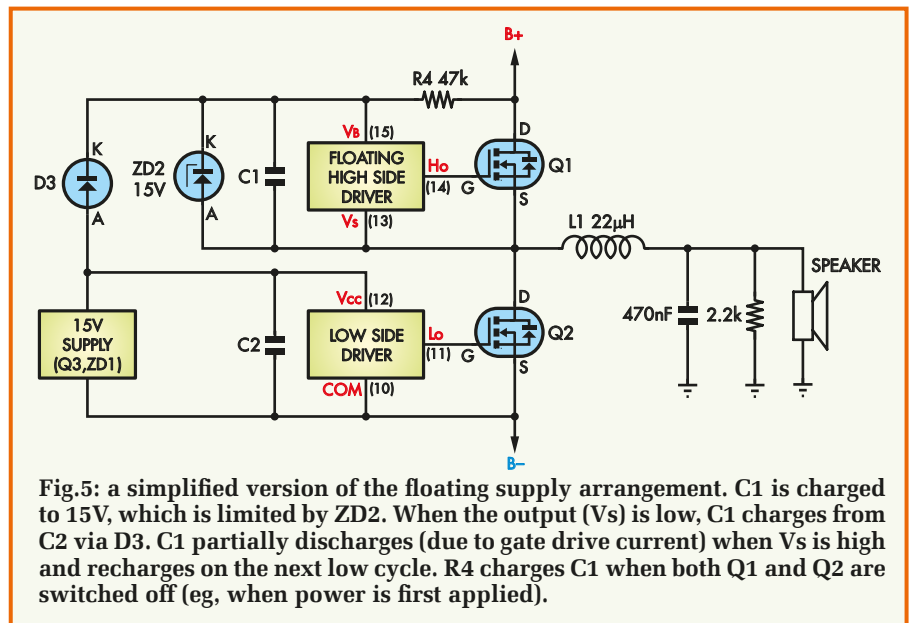 B+
R4 47k
D
Q1
G
S
VB (15)
FLOATING
HIGH SIDE
DRIVER
Ho
(14)
Vs (13)
K
D3
A
K
ZD2
15V
A
C1
L1 22µH
SPEAKER
470nF
2.2k
15V
SUPPLY
(Q3,ZD1)
C2
Vcc (12)
LOW SIDE
DRIVER
Lo
(11)
COM (10)
D
Q2
G
S
B–
Fig.5: a simplified version of the floating supply arrangement. C1 is charged
to 15V, which is limited by ZD2. When the output (Vs) is low, C1 charges from
C2 via D3. C1 partially discharges (due to gate drive current) when Vs is high
and recharges on the next low cycle. R4 charges C1 when both Q1 and Q2 are
switched off (eg, when power is first applied).